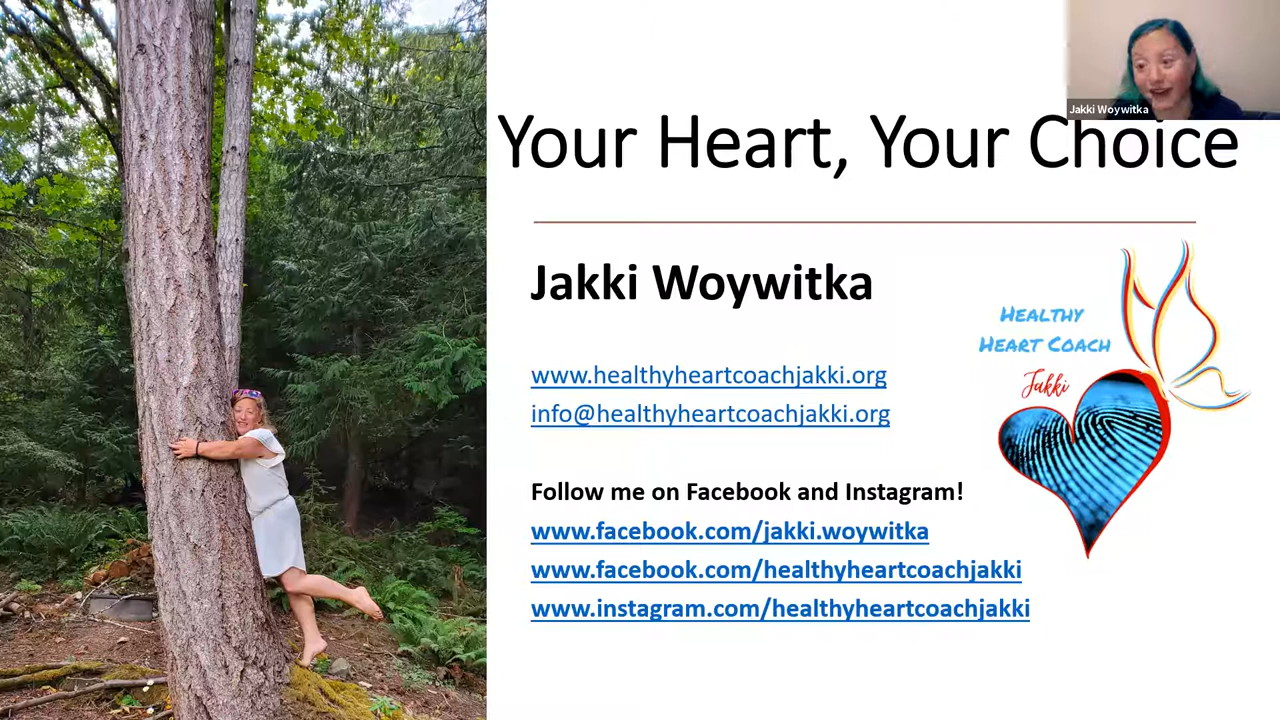 Jakki Woywitka
Your Heart, Your Choice
Jakki Woywitka
www.healthyheartcoachjakki.org
info@healthyheartcoachjakki.org
Follow me on Facebook and Instagram!
www.facebook.com/jakki.woywitka
www.facebook.com/healthyheartcoachjakki
www.instagram.com/healthyheartcoachjakki
HEALTHY
HEART COACH
Jakki